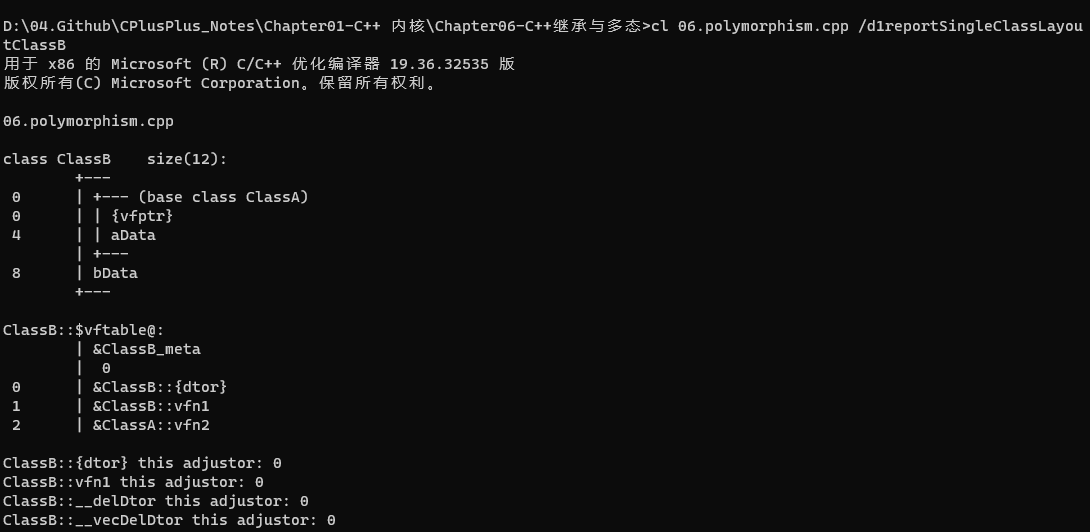 D:\04.Github\CPlusPlus_Notes\Chapter01-C++ 内核\Chapter06-C++继承与多态>cl 06.polymorphism.cpp /d1reportSingleClassLayou
tClassB
用于 x86 的 Microsoft (R) C/C++ 优化编译器 19.36.32535 版
版权所有(C) Microsoft Corporation。保留所有权利。
06.polymorphism.cpp
class ClassB    size(12):
        +---
 0      | +--- (base class ClassA)
 0      | | {vfptr}
 4      | | aData
        | +---
 8      | bData
        +---
ClassB::$vftable@:
        | &ClassB_meta
        |  0
 0      | &ClassB::{dtor}
 1      | &ClassB::vfn1
 2      | &ClassA::vfn2
ClassB::{dtor} this adjustor: 0
ClassB::vfn1 this adjustor: 0
ClassB::__delDtor this adjustor: 0
ClassB::__vecDelDtor this adjustor: 0